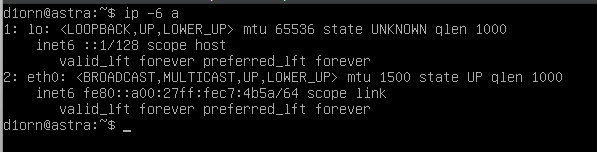 d1orn@astra:~$ ip -6 a
1: lo: <LOOPBACK,UP,LOWER_UP> mtu 65536 state UNKNOWN qlen 1000
    inet6 ::1/128 scope host
       valid_lft forever preferred_lft forever
2: eth0: <BROADCAST,MULTICAST,UP,LOWER_UP> mtu 1500 state UP qlen 1000
    inet6 fe80::a00:27ff:fec7:4b5a/64 scope link
       valid_lft forever preferred_lft forever
d1orn@astra:~$ _